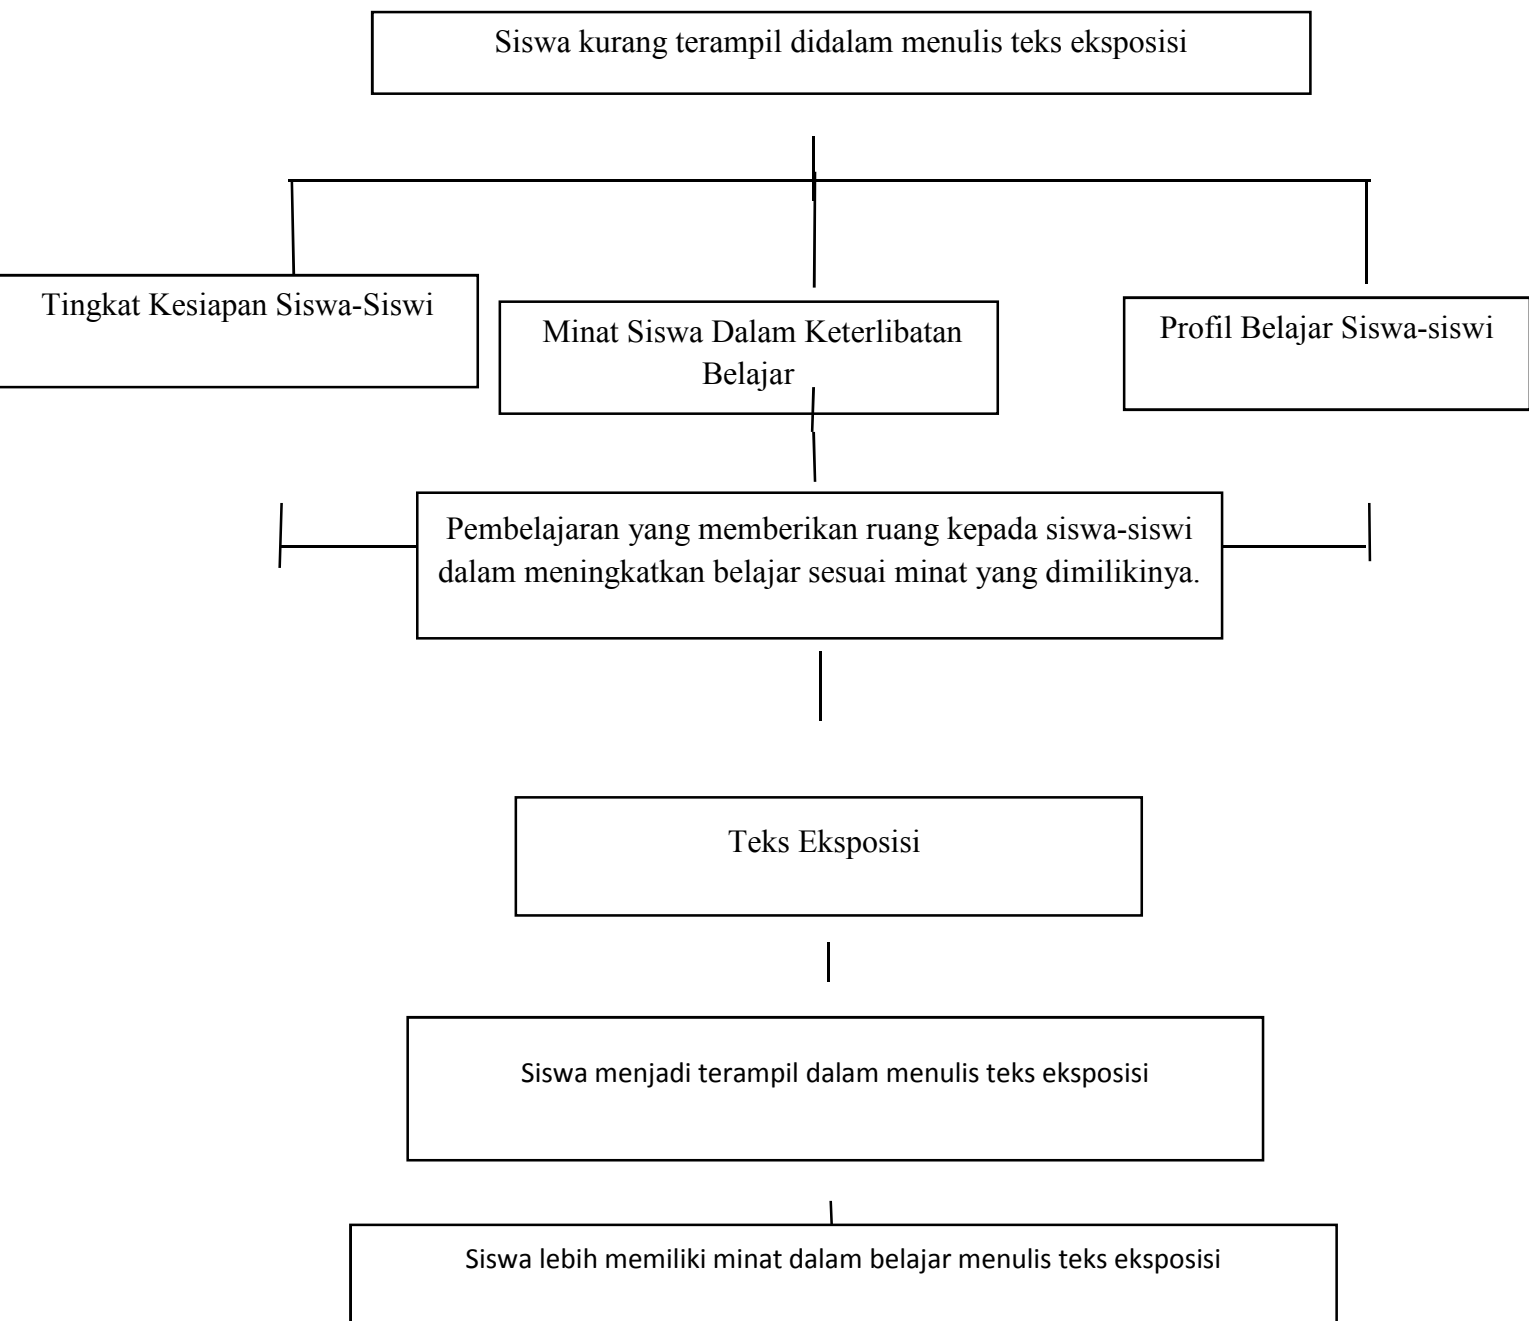 Siswa kurang terampil didalam menulis teks eksposisi
Tingkat Kesiapan Siswa-Siswi
Minat Siswa Dalam Keterlibatan
Belajar
Profil Belajar Siswa-siswi
Pembelajaran yang memberikan ruang kepada siswa-siswi
dalam meningkatkan belajar sesuai minat yang dimilikinya.
Teks Eksposisi
Siswa menjadi terampil dalam menulis teks eksposisi
Siswa lebih memiliki minat dalam belajar menulis teks eksposisi